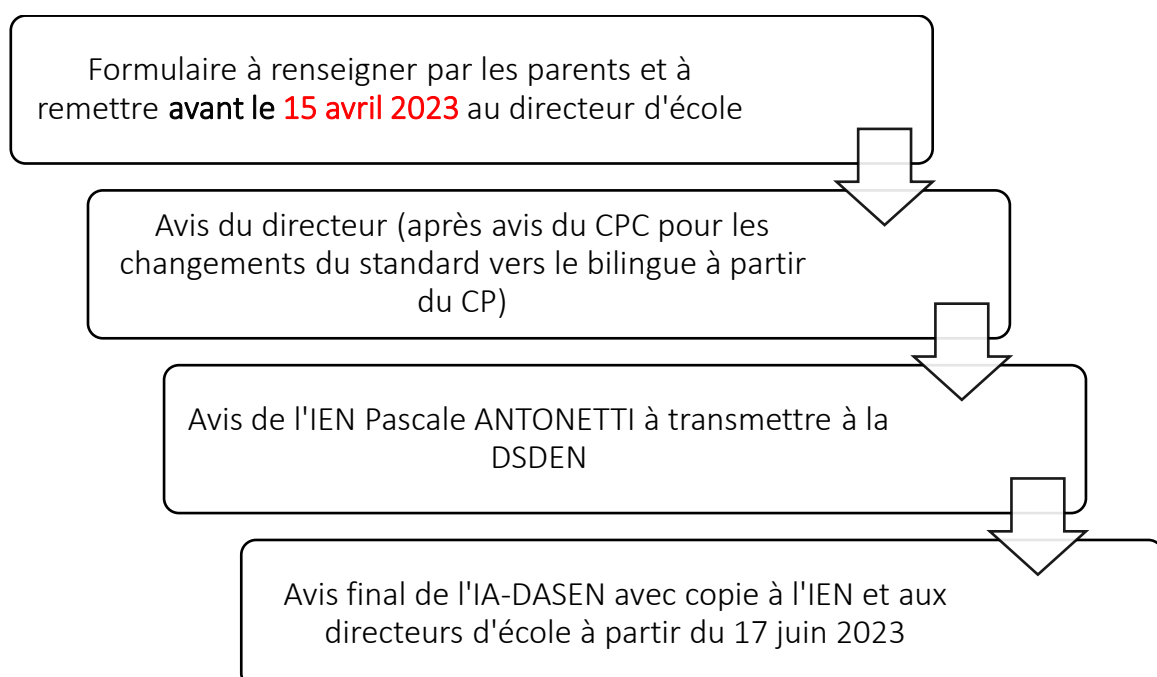 Formulaire à renseigner par les parents et à
remettre avant le 15 avril 2023 au directeur d'école
Avis du directeur (après avis du CPC pour les
changements du standard vers le bilingue à partir
du CP)
Avis de l'IEN Pascale ANTONETTI à transmettre à la
DSDEN
Avis final de l'IA-DASEN avec copie à l'IEN et aux
directeurs d'école à partir du 17 juin 2023